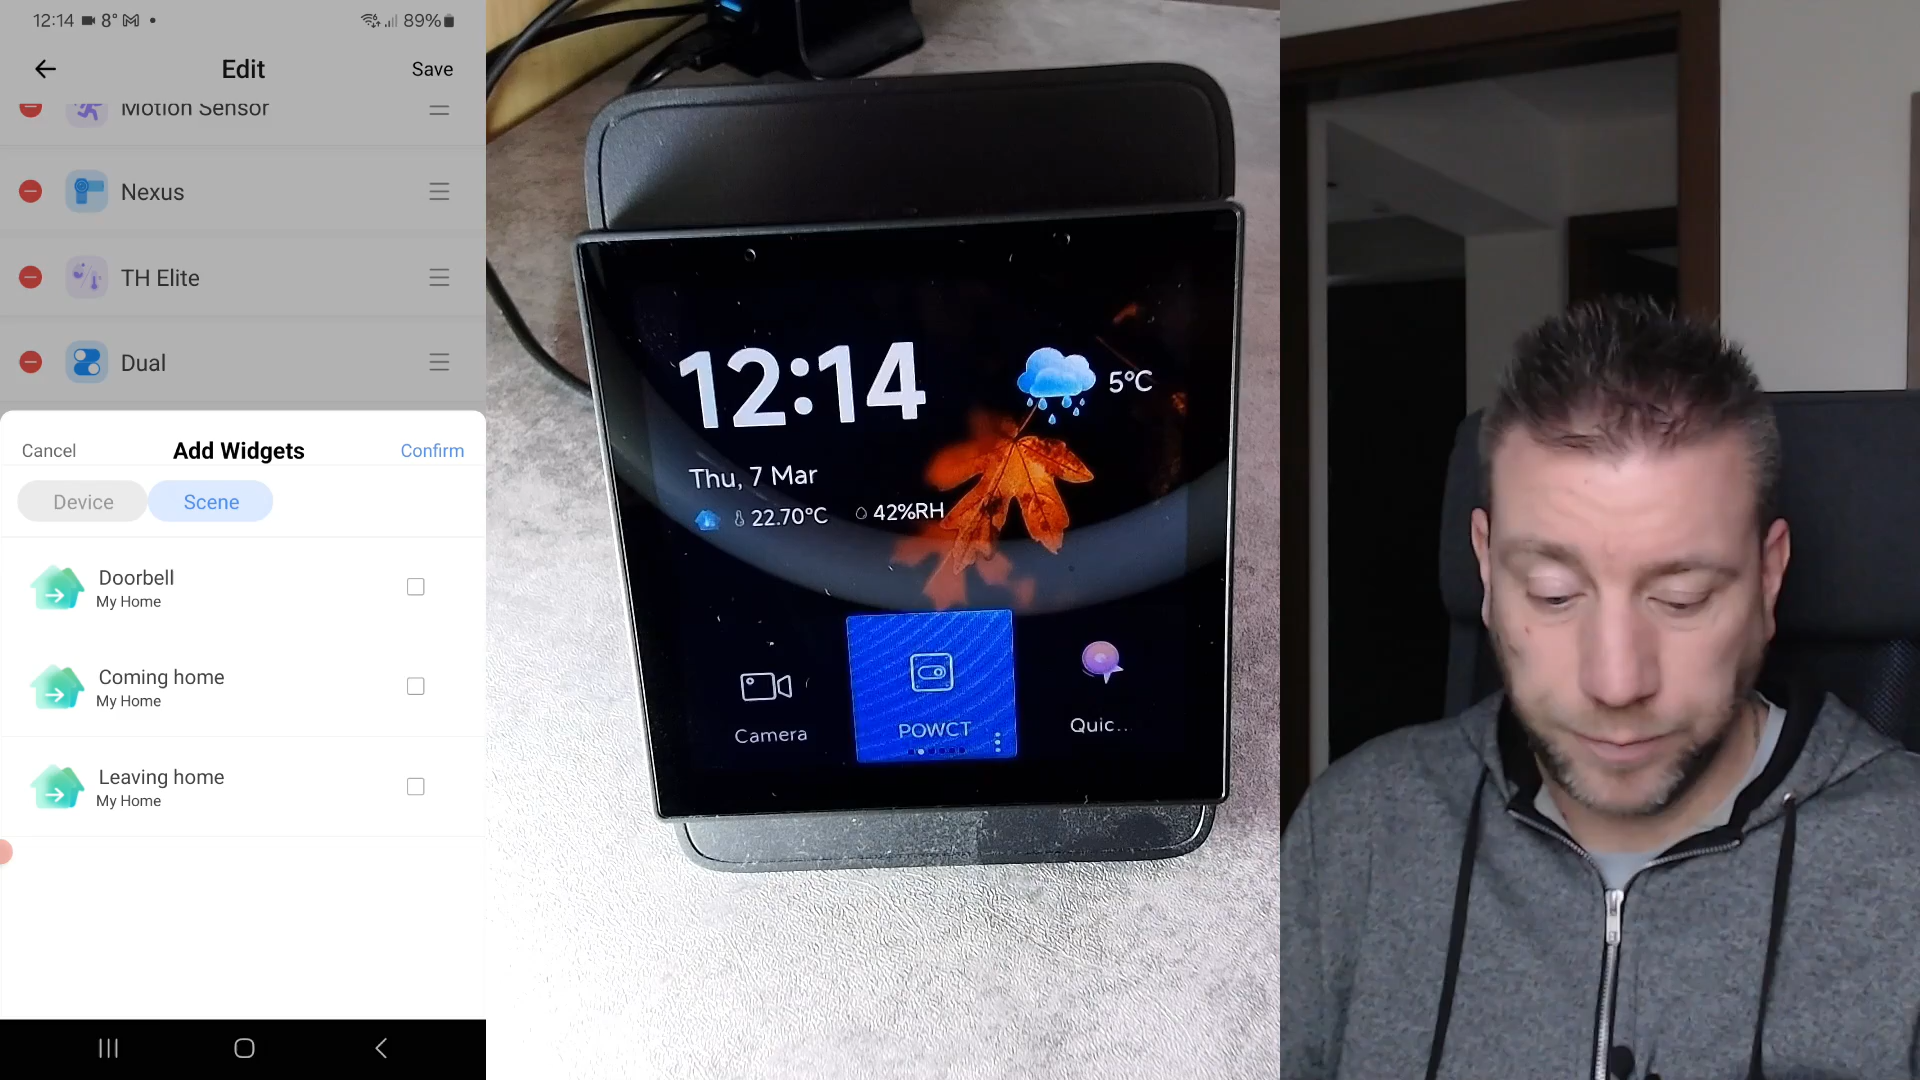 12:14 8° 89%
Edit
Save
Motion Sensor
Nexus
TH Elite
Dual
Cancel
Add Widgets
Confirm
Device
Scene
Doorbell
My Home
Coming home
My Home
Leaving home
My Home
12:14
5°C
Thu, 7 Mar
22.70°C 42%RH
Camera
POWCT
Quic...